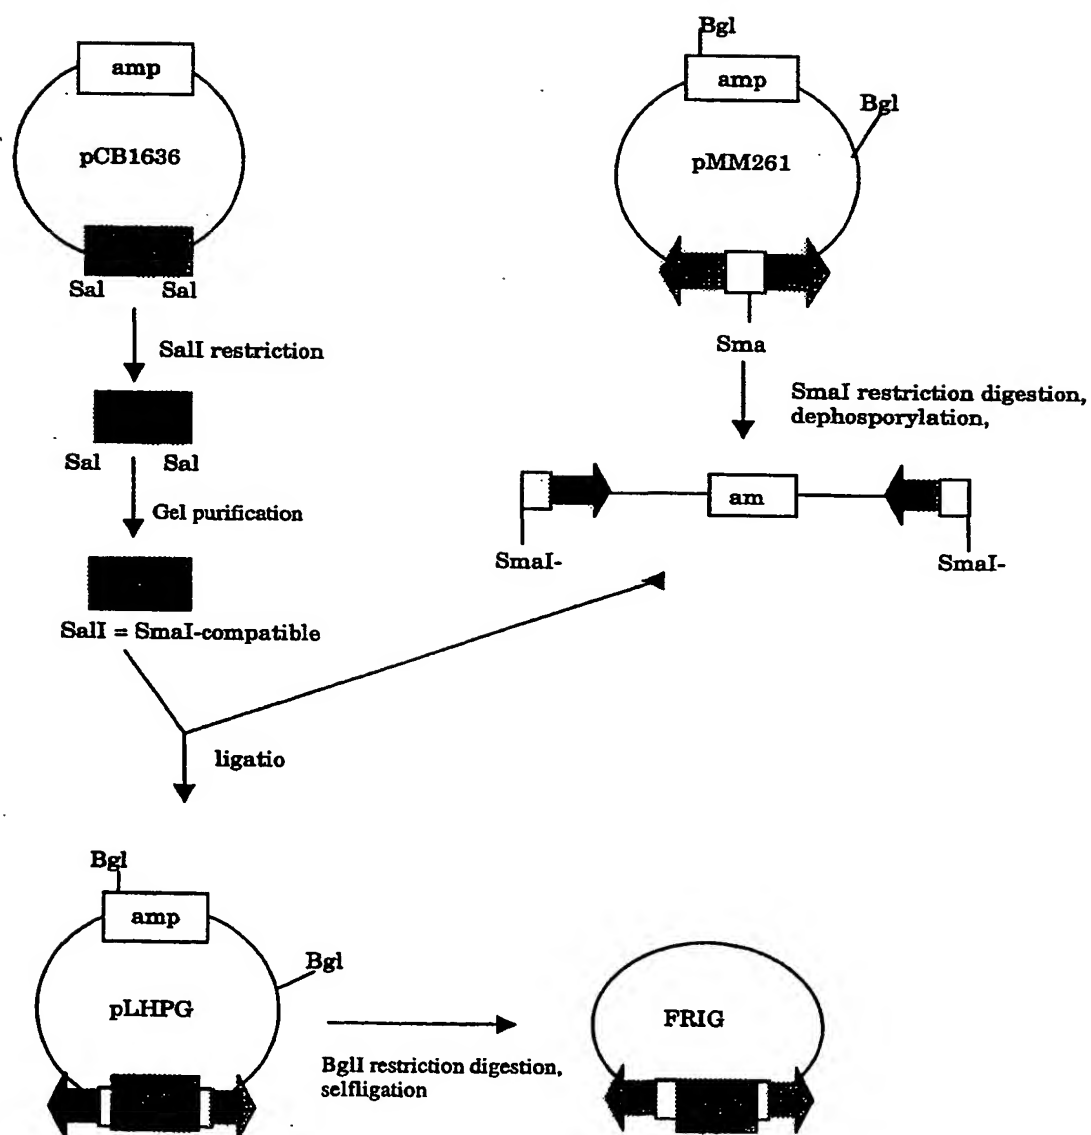 amp
pCB1636
Sal Sal
SalI restriction
Sal Sal
Gel purification
SalI = SmaI-compatible
Bgl
amp
Bgl
pMM261
Sma
SmaI restriction digestion,
dephosporylation,
am
SmaI-
SmaI-
ligatio
Bgl
amp
Bgl
pLHPG
BglI restriction digestion,
selfligation
FRIG